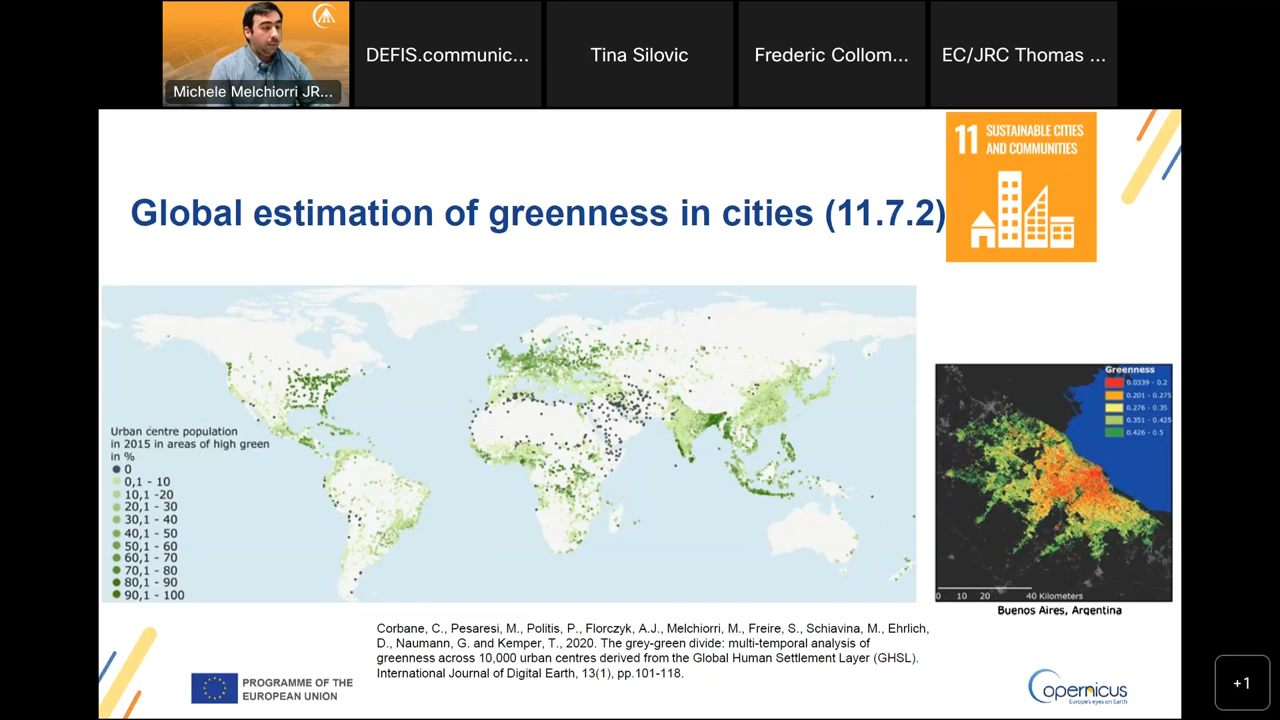 Michele Melchiorri JR...
DEFIS.communic...
Tina Silovic
Frederic Collom...
EC/JRC Thomas ...
11 SUSTAINABLE CITIES
AND COMMUNITIES
Global estimation of greenness in cities (11.7.2)
Urban centre population
in 2015 in areas of high green
in %
0
0,1 - 10
10,1 -20
20,1 - 30
30,1 - 40
40,1 - 50
50,1 - 60
60,1 - 70
70,1 - 80
80,1 - 90
90,1 - 100
Greenness
0.0339 - 0.2
0.201 - 0.275
0.276 - 0.35
0.351 - 0.425
0.426 - 0.5
0 10 20 40 Kilometers
Buenos Aires, Argentina
Corbane, C., Pesaresi, M., Politis, P., Florczyk, A.J., Melchiorri, M., Freire, S., Schiavina, M., Ehrlich,
D., Naumann, G. and Kemper, T., 2020. The grey-green divide: multi-temporal analysis of
greenness across 10,000 urban centres derived from the Global Human Settlement Layer (GHSL).
International Journal of Digital Earth, 13(1), pp.101-118.
PROGRAMME OF THE
EUROPEAN UNION
opernicus
Europe's eyes on Earth
+1